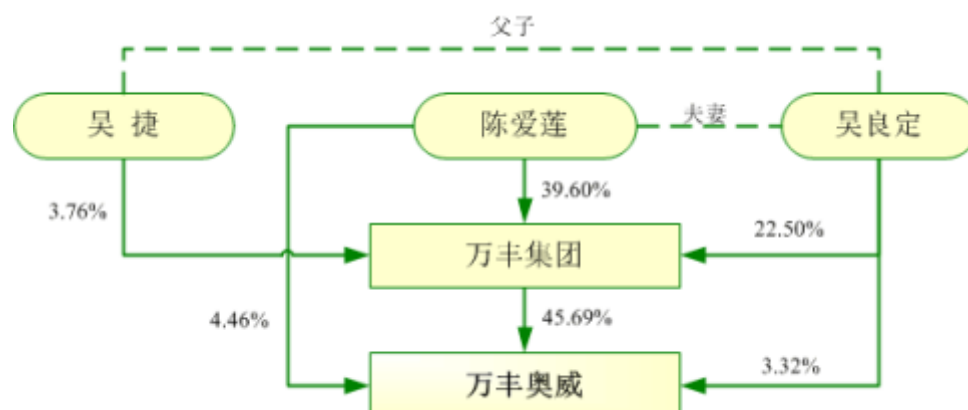 父子
吴 捷
陈爱莲
夫妻
吴良定
3.76%
39.60%
22.50%
万丰集团
4.46%
45.69%
3.32%
万丰奥威